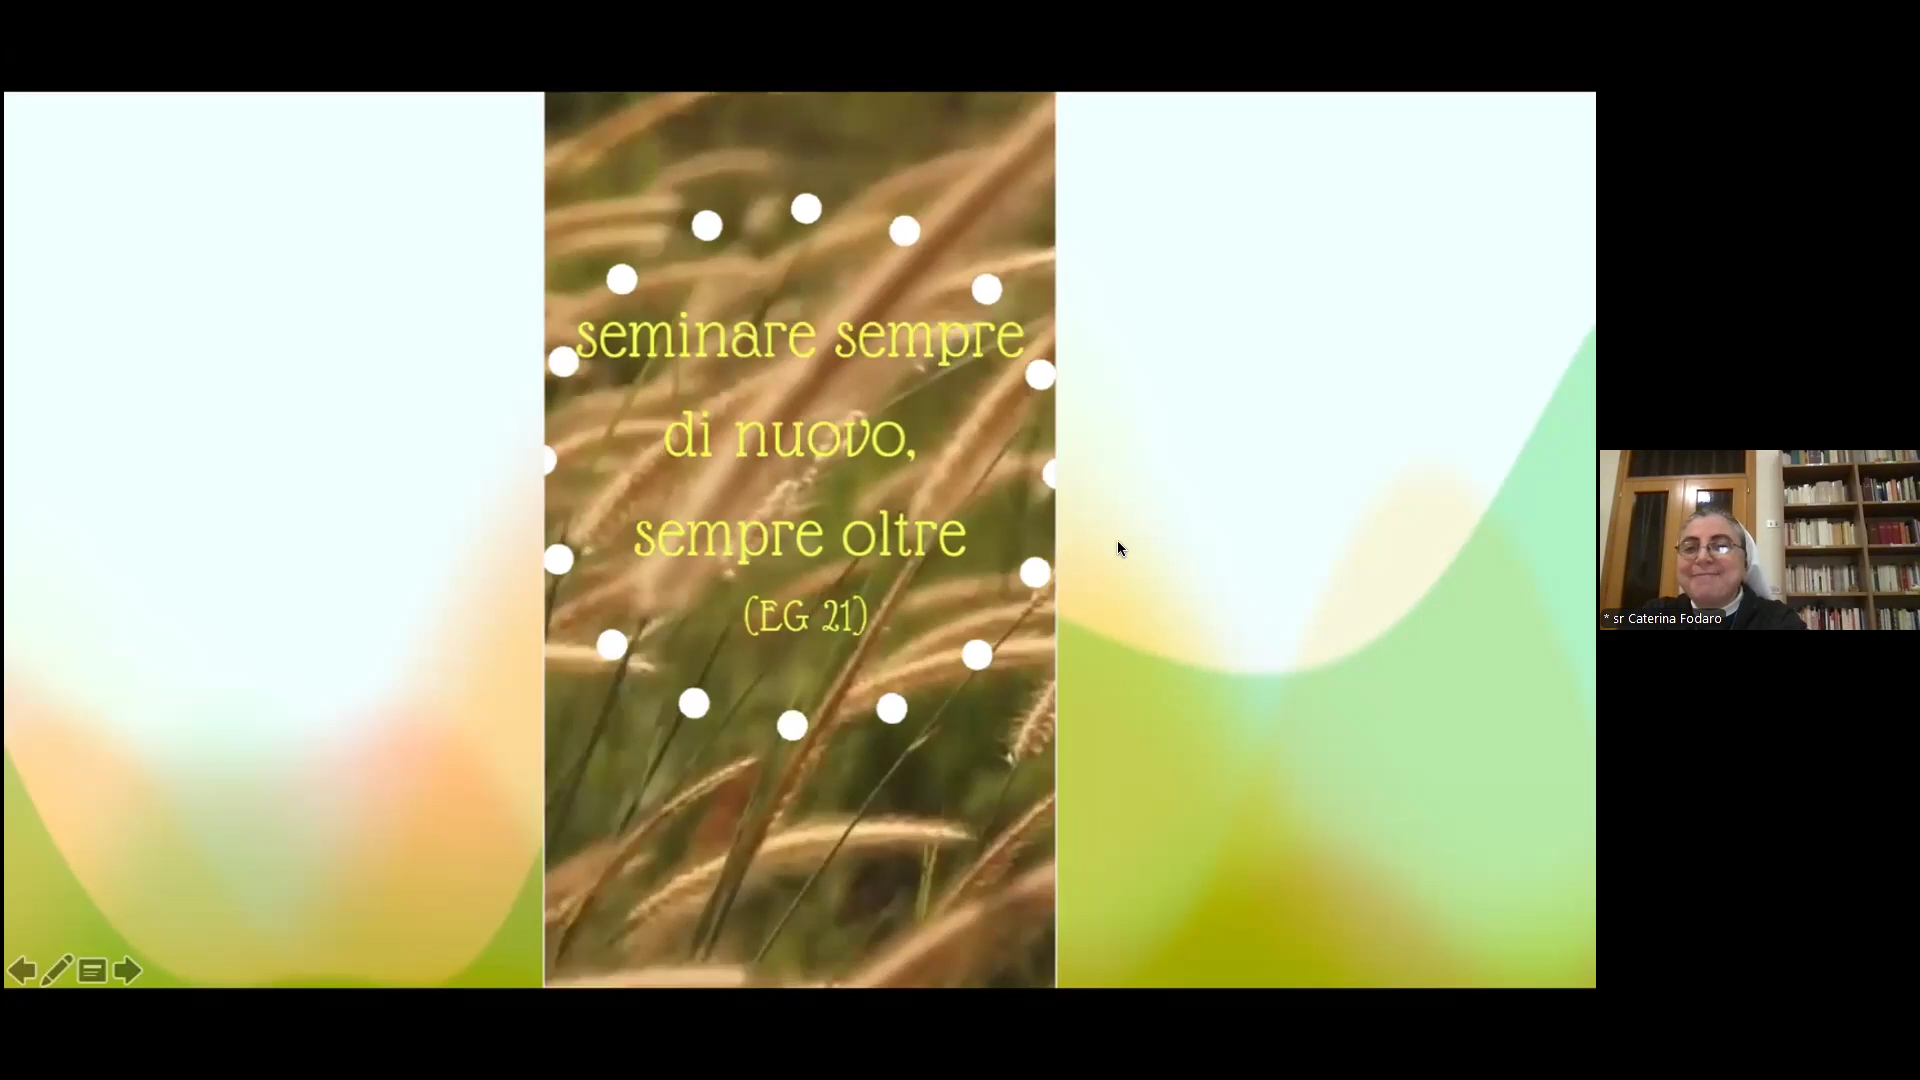 seminare sempre
di nuovo,
sempre oltre
(EG 21)
* sr Caterina Fodaro